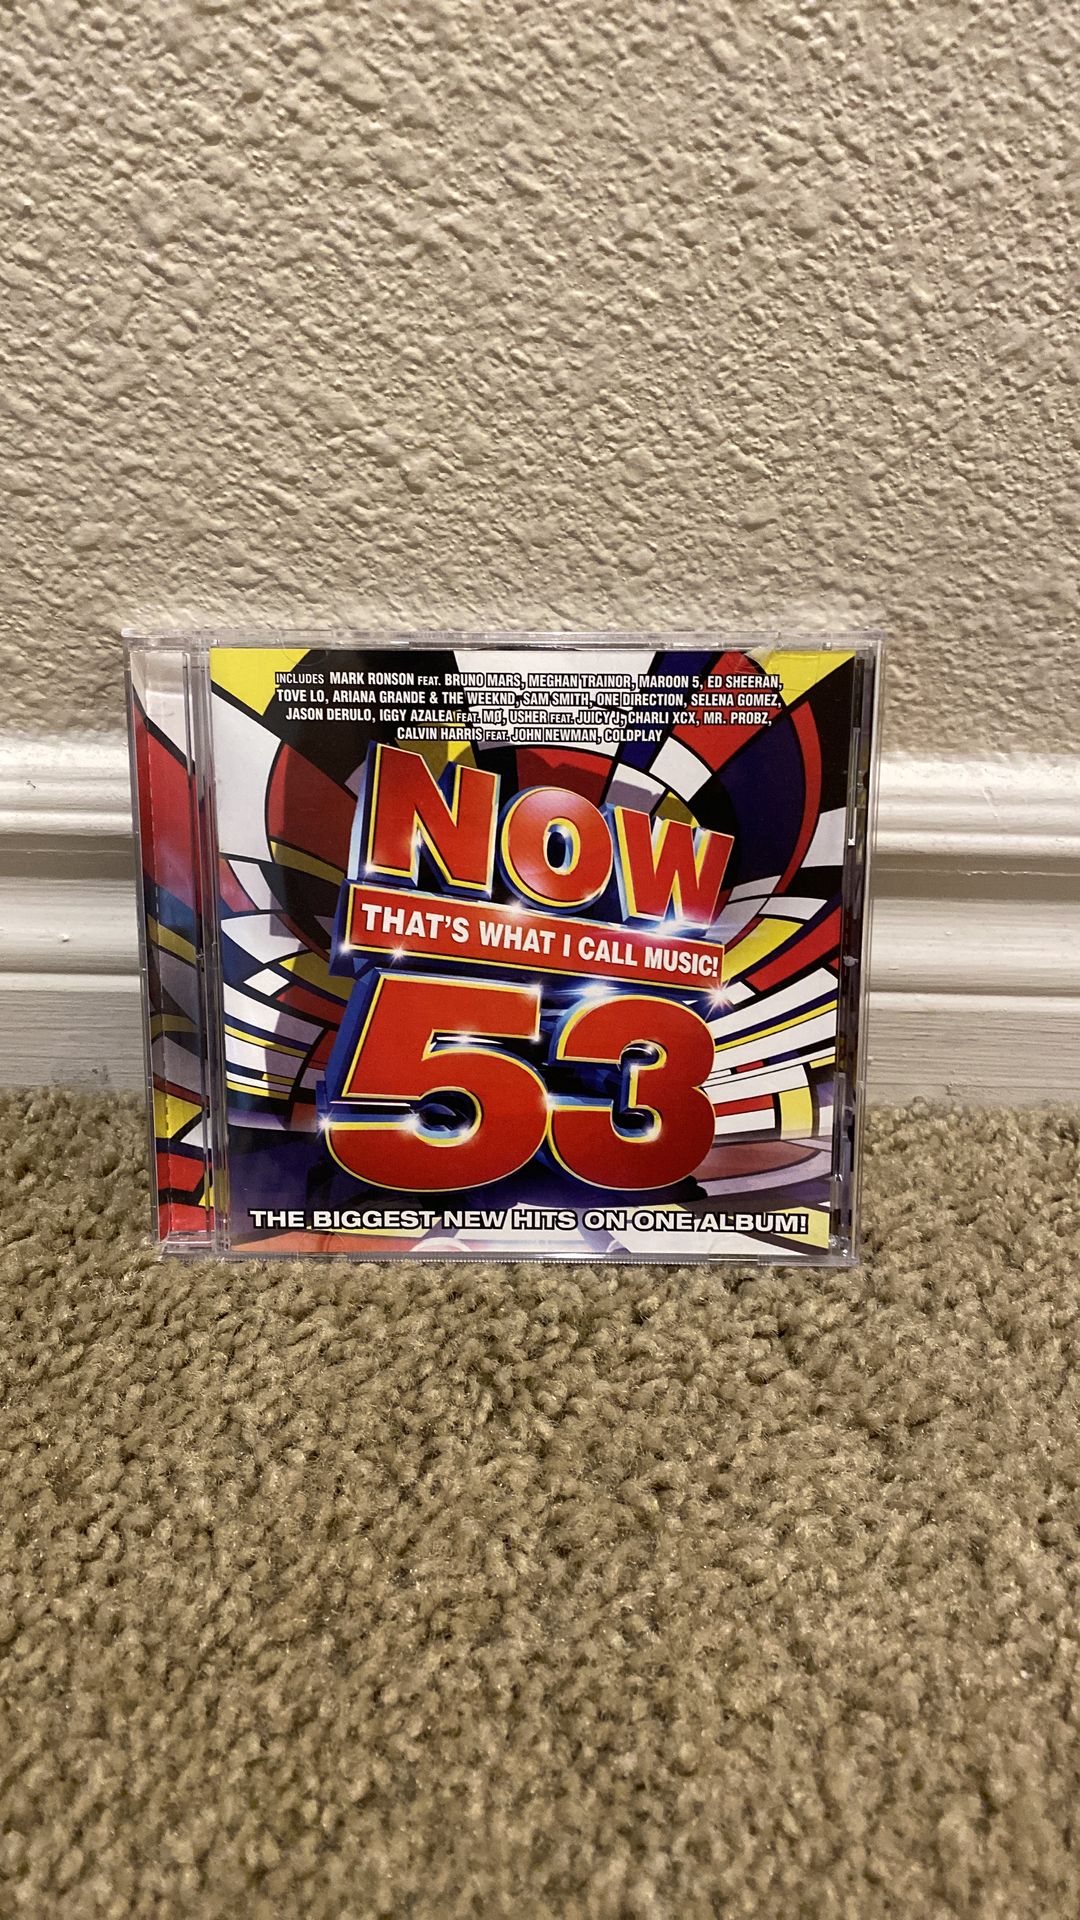 INCLUDES MARK RONSON FEAT. BRUNO MARS, MEGHAN TRAINOR, MAROON 5, ED SHEERAN,
TOVE LO, ARIANA GRANDE & THE WEEKND, SAM SMITH, ONE DIRECTION, SELENA GOMEZ,
JASON DERULO, IGGY AZALEA FEAT. MØ, USHER FEAT. JUICY J, CHARLI XCX, MR. PROBZ,
CALVIN HARRIS FEAT. JOHN NEWMAN, COLDPLAY
NOW
THAT'S WHAT I CALL MUSIC!
53
THE BIGGEST NEW HITS ON ONE ALBUM!